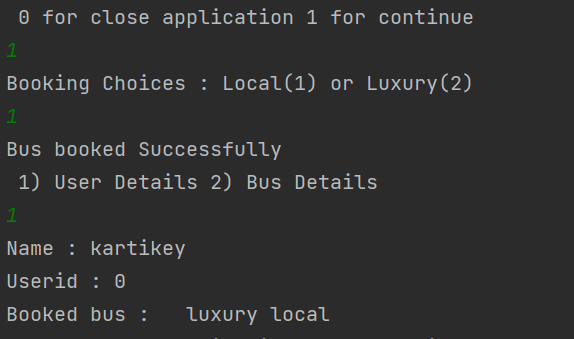 0 for close application 1 for continue
1
Booking Choices : Local(1) or Luxury(2)
1
Bus booked Successfully
1) User Details 2) Bus Details
1
Name : kartikey
Userid : 0
Booked bus :   luxury local